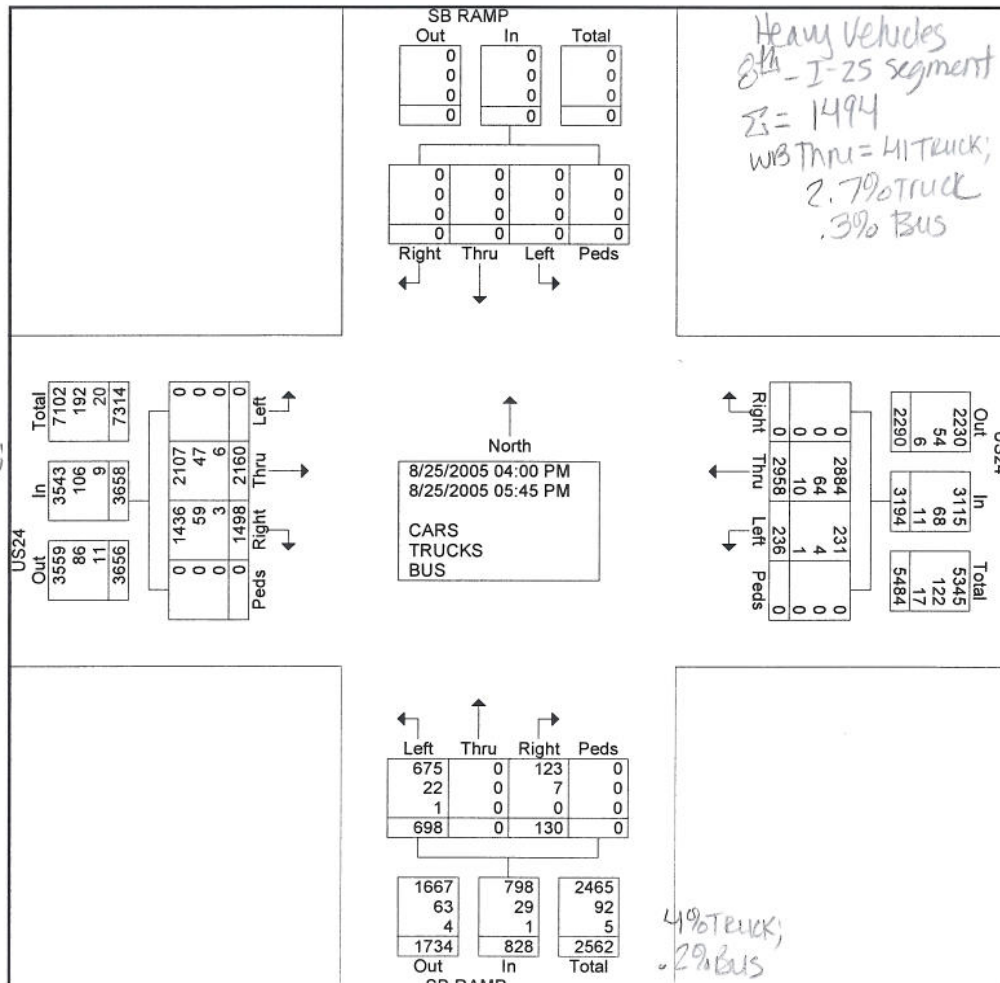 SB RAMP
Out In Total
0 0 0
0 0 0
0 0 0
0 0 0
0 0 0 0
0 0 0 0
0 0 0 0
0 0 0 0
Right Thru Left Peds
Heavy Vehicles
8th - I-25 segment
Σ = 1494
WB Thru = 41 TRUCK;
2.7% TRUCK
.3% BUS
US24
Total In Out
7102 3543 3559
192 106 86
20 9 11
7314 3658 3656
Left Thru Right Peds
0 2107 1436 0
0 47 59 0
0 6 3 0
0 2160 1498 0
North
8/25/2005 04:00 PM
8/25/2005 05:45 PM
CARS
TRUCKS
BUS
Right Thru Left Peds
0 2884 231 0
0 64 4 0
0 10 1 0
0 2958 236 0
US24
Out In Total
2230 3115 5345
54 68 122
6 11 17
2290 3194 5484
Left Thru Right Peds
675 0 123 0
22 0 7 0
1 0 0 0
698 0 130 0
1667 798 2465
63 29 92
4 1 5
1734 828 2562
Out In Total
SB RAMP
4% TRUCK;
.2% BUS